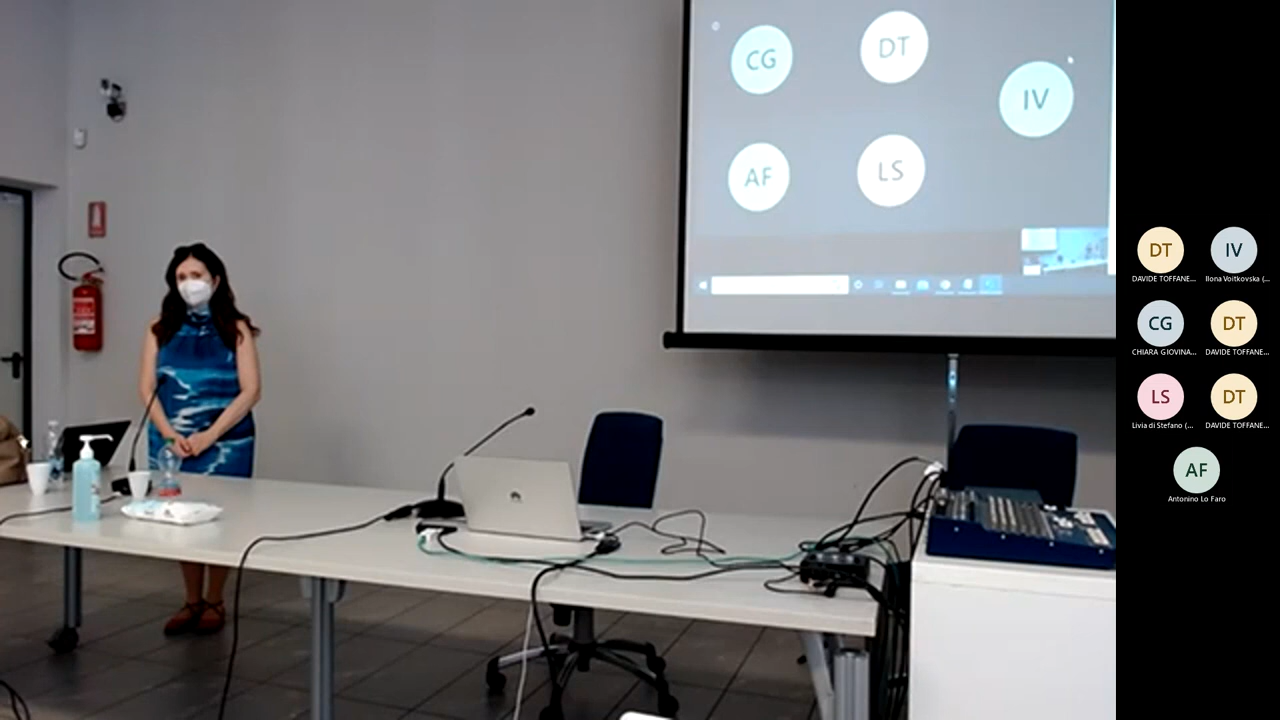 CG
DT
IV
AF
LS
DT
IV
DAVIDE TOFFANE...
Ilona Voitkovska (...
CG
DT
CHIARA GIOVINA...
DAVIDE TOFFANE...
LS
DT
Livia di Stefano (...
DAVIDE TOFFANE...
AF
Antonino Lo Faro